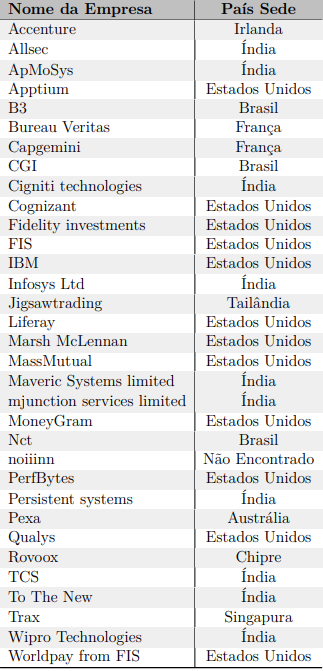 Nome da Empresa País Sede
Accenture Irlanda
Allsec Índia
ApMoSys Índia
Apptium Estados Unidos
B3 Brasil
Bureau Veritas França
Capgemini França
CGI Brasil
Cigniti technologies Índia
Cognizant Estados Unidos
Fidelity investments Estados Unidos
FIS Estados Unidos
IBM Estados Unidos
Infosys Ltd Índia
Jigsawtrading Tailândia
Liferay Estados Unidos
Marsh McLennan Estados Unidos
MassMutual Estados Unidos
Maveric Systems limited Índia
mjunction services limited Índia
MoneyGram Estados Unidos
Nct Brasil
noiiinn Não Encontrado
PerfBytes Estados Unidos
Persistent systems Índia
Pexa Austrália
Qualys Estados Unidos
Rovoox Chipre
TCS Índia
To The New Índia
Trax Singapura
Wipro Technologies Índia
Worldpay from FIS Estados Unidos